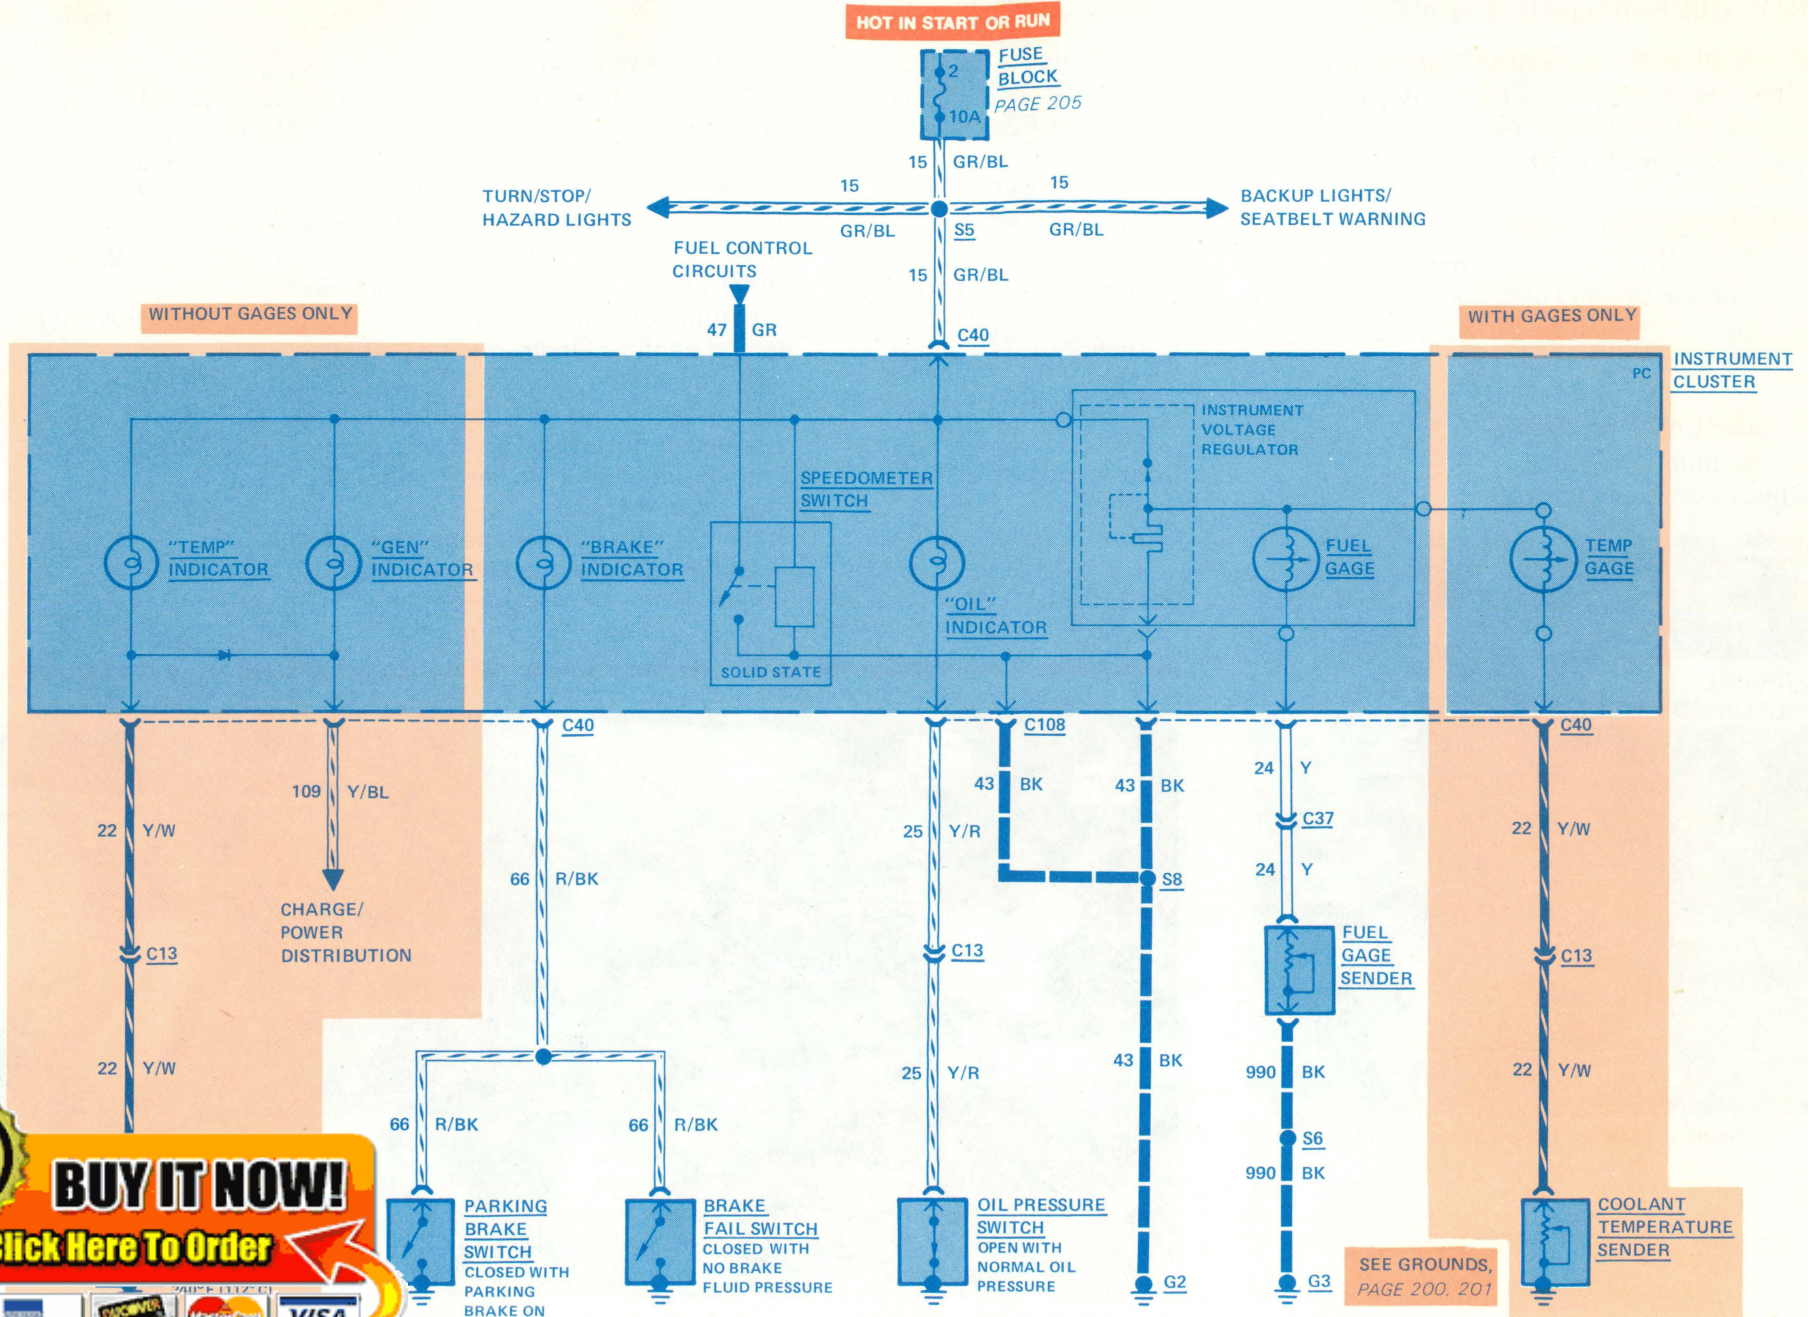 HOT IN START OR RUN
FUSE
BLOCK
PAGE 205
2
10A
15 GR/BL
TURN/STOP/
HAZARD LIGHTS
15
GR/BL
S5
15
GR/BL
BACKUP LIGHTS/
SEATBELT WARNING
FUEL CONTROL
CIRCUITS
15 GR/BL
47 GR
C40
WITHOUT GAGES ONLY
WITH GAGES ONLY
INSTRUMENT
CLUSTER
PC
INSTRUMENT
VOLTAGE
REGULATOR
SPEEDOMETER
SWITCH
"TEMP"
INDICATOR
"GEN"
INDICATOR
"BRAKE"
INDICATOR
"OIL"
INDICATOR
FUEL
GAGE
TEMP
GAGE
SOLID STATE
C40
C108
C40
109 Y/BL
22 Y/W
66 R/BK
25 Y/R
43 BK
43 BK
24 Y
C37
24 Y
22 Y/W
S8
CHARGE/
POWER
DISTRIBUTION
C13
C13
FUEL
GAGE
SENDER
C13
22 Y/W
25 Y/R
43 BK
990 BK
22 Y/W
66 R/BK
66 R/BK
S6
990 BK
PARKING
BRAKE
SWITCH
CLOSED WITH
PARKING
BRAKE ON
BRAKE
FAIL SWITCH
CLOSED WITH
NO BRAKE
FLUID PRESSURE
OIL PRESSURE
SWITCH
OPEN WITH
NORMAL OIL
PRESSURE
G2
G3
SEE GROUNDS,
PAGE 200, 201
COOLANT
TEMPERATURE
SENDER
BUY IT NOW!
Click Here To Order
240°F (112°C)
DISCOVER
MasterCard
VISA